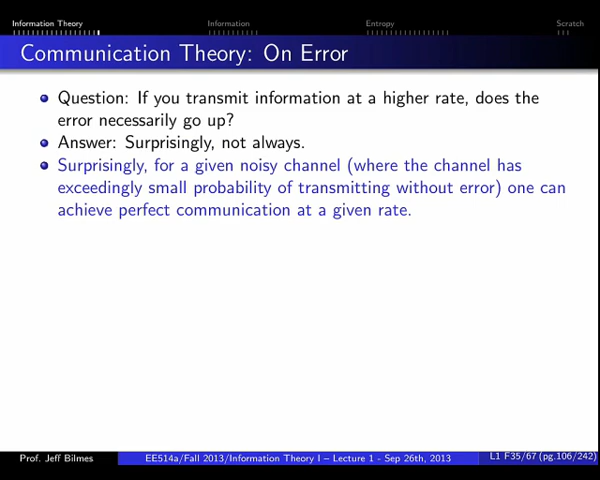 Information Theory Information Entropy Scratch
Communication Theory: On Error
Question: If you transmit information at a higher rate, does the
error necessarily go up?
Answer: Surprisingly, not always.
Surprisingly, for a given noisy channel (where the channel has
exceedingly small probability of transmitting without error) one can
achieve perfect communication at a given rate.
Prof. Jeff Bilmes EE514a/Fall 2013/Information Theory I – Lecture 1 - Sep 26th, 2013 L1 F35/67 (pg.106/242)